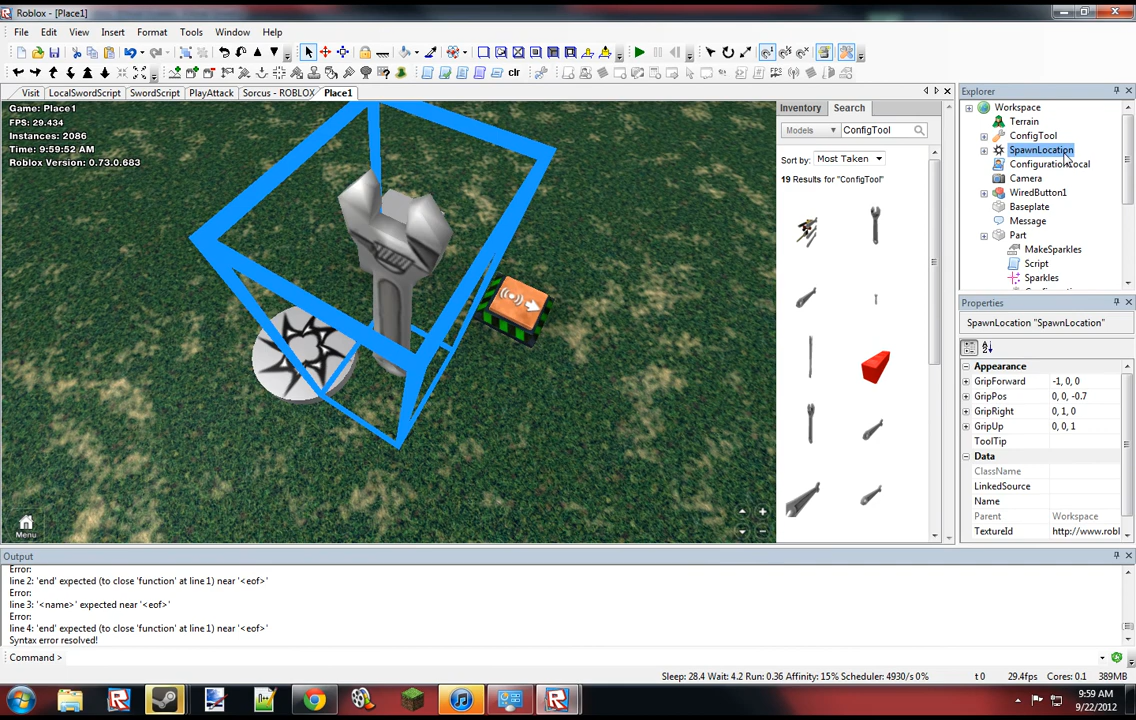 Roblox - [Place1]
File Edit View Insert Format Tools Window Help
clr FPS
Visit LocalSwordScript SwordScript PlayAttack Sorcus - ROBLOX Place1
Game: Place1
FPS: 29.434
Instances: 2086
Time: 9:59:52 AM
Roblox Version: 0.73.0.683
Menu
Inventory Search
Models ConfigTool
Sort by: Most Taken
19 Results for "ConfigTool"
Explorer
Workspace
Terrain
ConfigTool
SpawnLocation
Camera
WiredButton1
Baseplate
Message
Part
MakeSparkles
Script
Sparkles
Properties
SpawnLocation "SpawnLocation"
Appearance
GripForward -1, 0, 0
GripPos 0, 0, -0.7
GripRight 0, 1, 0
GripUp 0, 0, 1
ToolTip
Data
ClassName
LinkedSource
Name
Parent Workspace
TextureId http://www.robl
Output
Error:
line 2: 'end' expected (to close 'function' at line 1) near '<eof>'
Error:
line 3: '<name>' expected near '<eof>'
Error:
line 4: 'end' expected (to close 'function' at line 1) near '<eof>'
Syntax error resolved!
Command >
Sleep: 28.4 Wait: 4.2 Run: 0.36 Affinity: 15% Scheduler: 4930/s 0% t 0 29.4fps Cores: 0.1 389MB
9:59 AM
9/22/2012